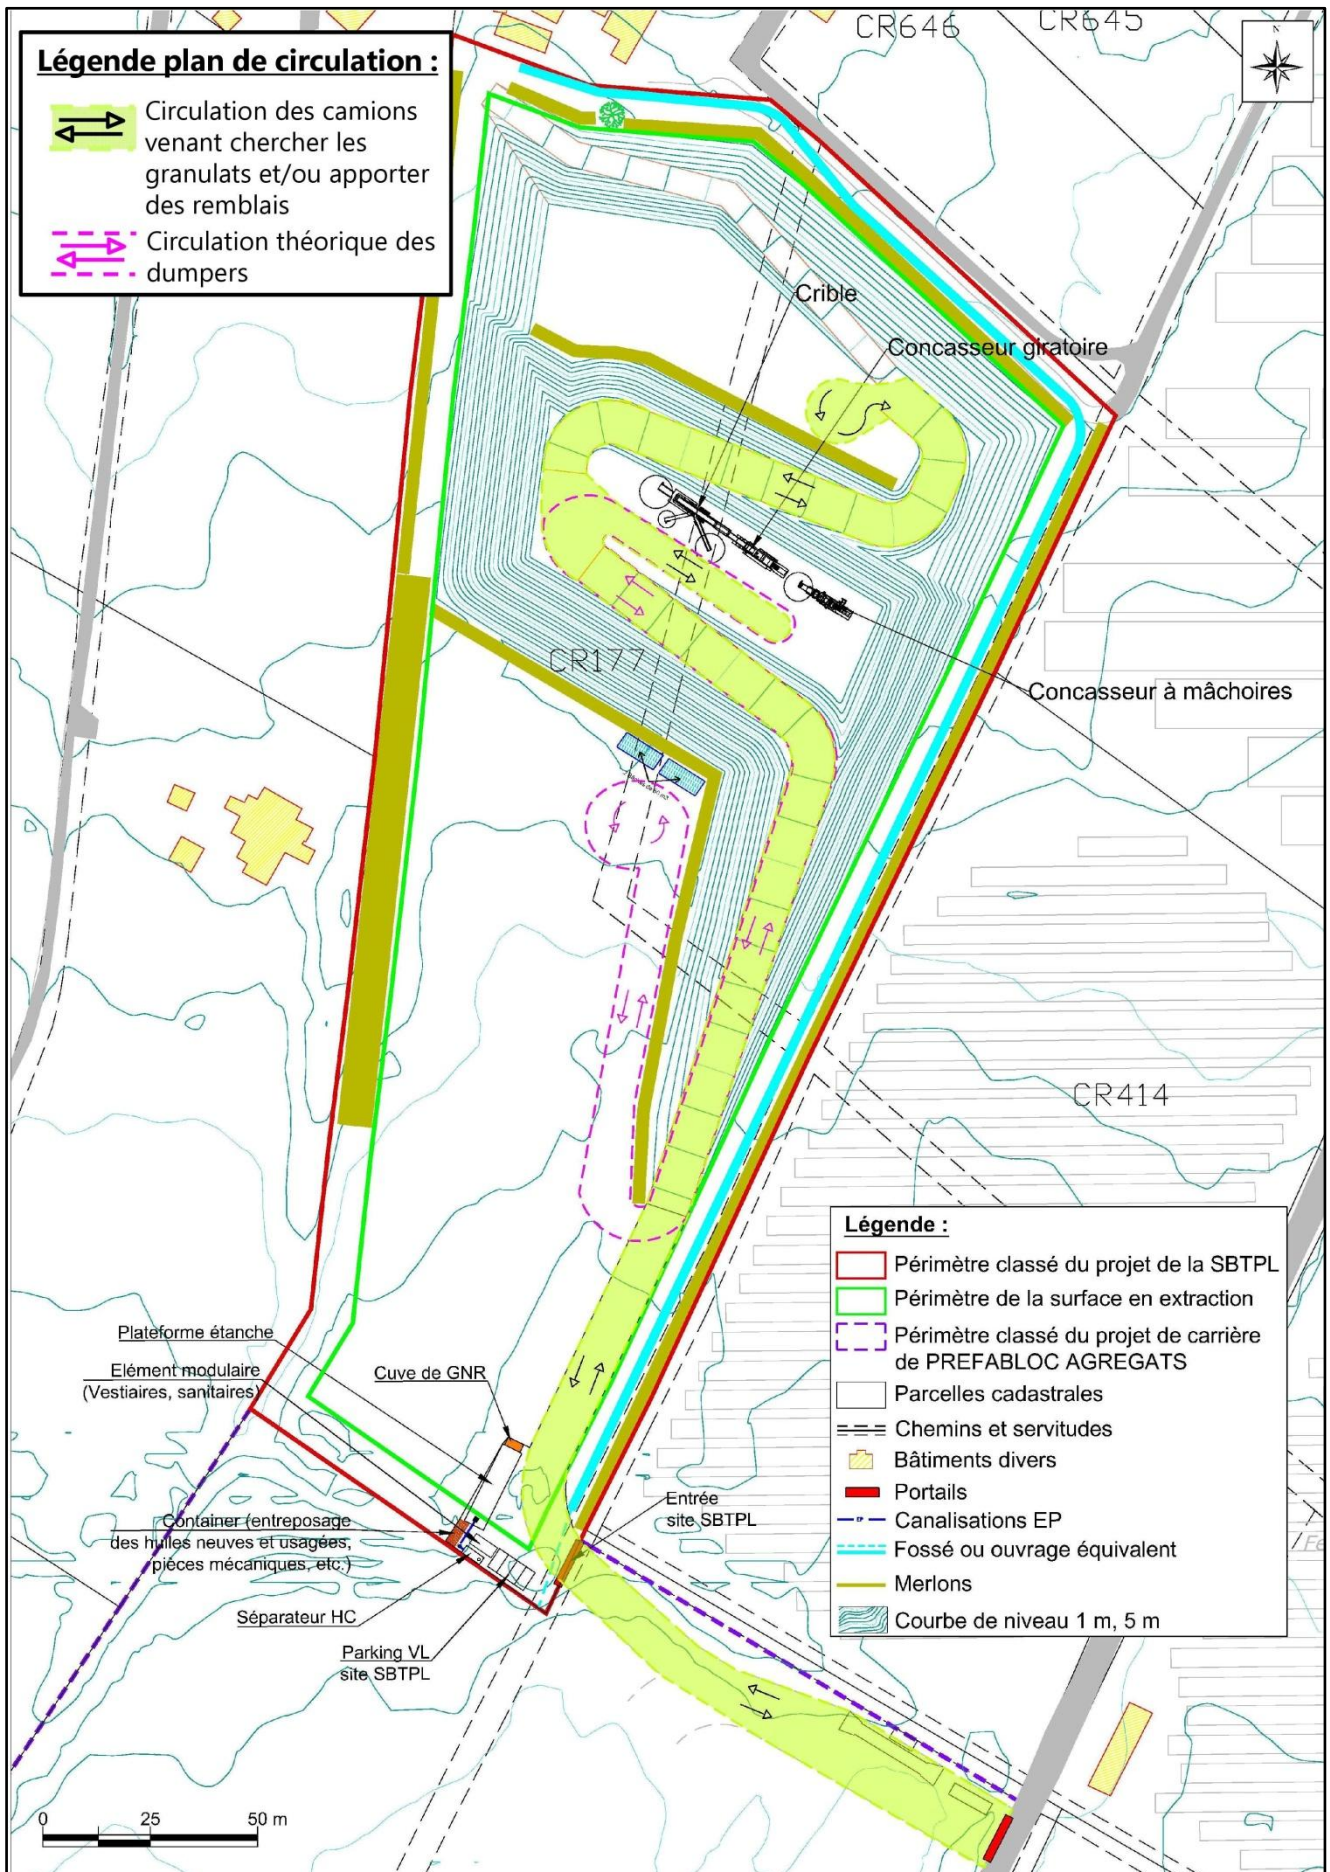 CR646
CR645
N
Légende plan de circulation :
Circulation des camions
venant chercher les
granulats et/ou apporter
des remblais
Circulation théorique des
dumpers
Crible
Concasseur giratoire
CR177
Concasseur à mâchoires
CR414
Légende :
Périmètre classé du projet de la SBTPL
Périmètre de la surface en extraction
Périmètre classé du projet de carrière
de PREFABLOC AGREGATS
Parcelles cadastrales
Chemins et servitudes
Bâtiments divers
Portails
EP
Canalisations EP
Fossé ou ouvrage équivalent
Merlons
Courbe de niveau 1 m, 5 m
Plateforme étanche
Elément modulaire
(Vestiaires, sanitaires)
Cuve de GNR
Entrée
site SBTPL
Container (entreposage
des huiles neuves et usagées,
pièces mécaniques, etc.)
Séparateur HC
Parking VL
site SBTPL
0 25 50 m